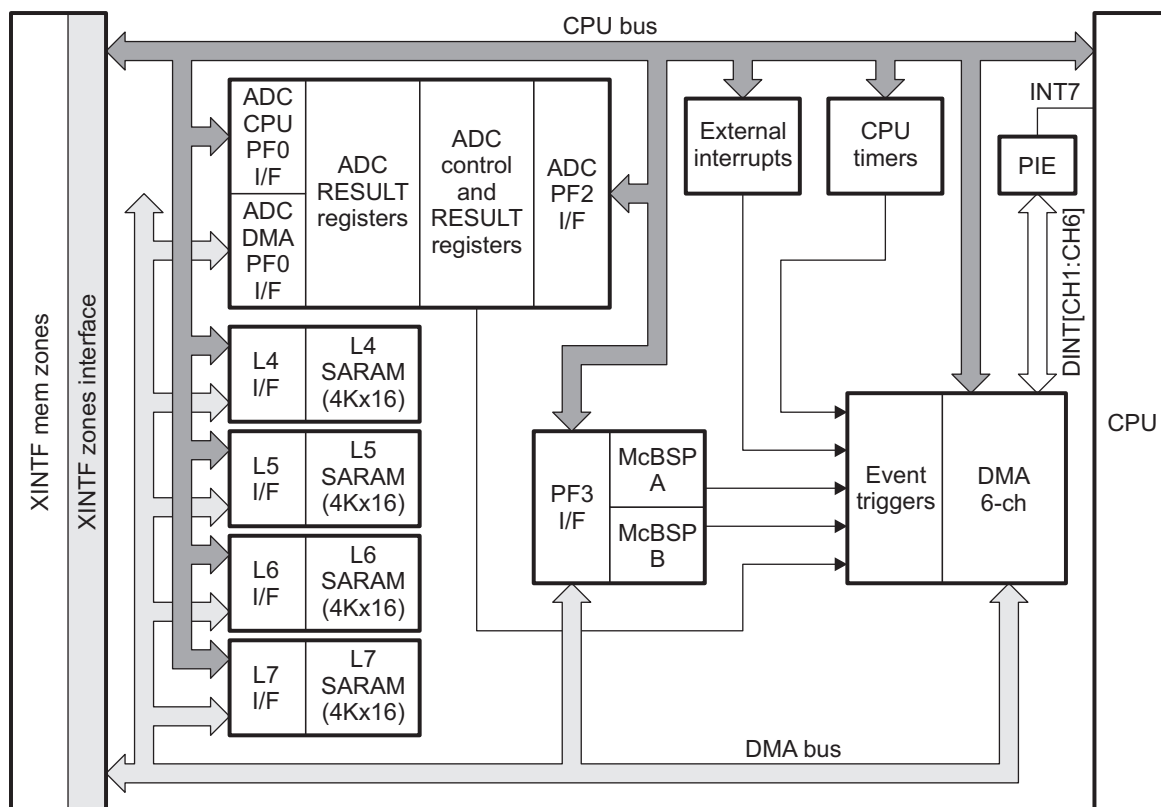 CPU bus
INT7
ADC
CPU
PF0
I/F
ADC
DMA
PF0
I/F
ADC
RESULT
registers
ADC
control
and
RESULT
registers
ADC
PF2
I/F
External
interrupts
CPU
timers
PIE
DINT[CH1:CH6]
XINTF mem zones
XINTF zones interface
L4
I/F
L4
SARAM
(4Kx16)
L5
I/F
L5
SARAM
(4Kx16)
L6
I/F
L6
SARAM
(4Kx16)
L7
I/F
L7
SARAM
(4Kx16)
PF3
I/F
McBSP
A
McBSP
B
Event
triggers
DMA
6-ch
CPU
DMA bus